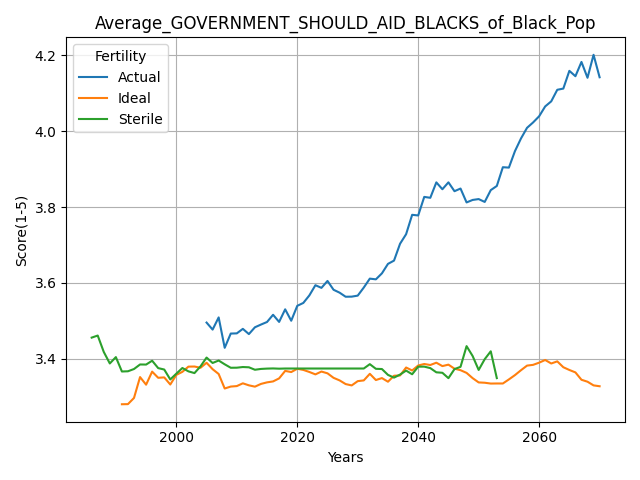 Average_GOVERNMENT_SHOULD_AID_BLACKS_of_Black_Pop
Fertility
Actual
Ideal
Sterile
Score(1-5)
4.2
4.0
3.8
3.6
3.4
2000 2020 2040 2060
Years